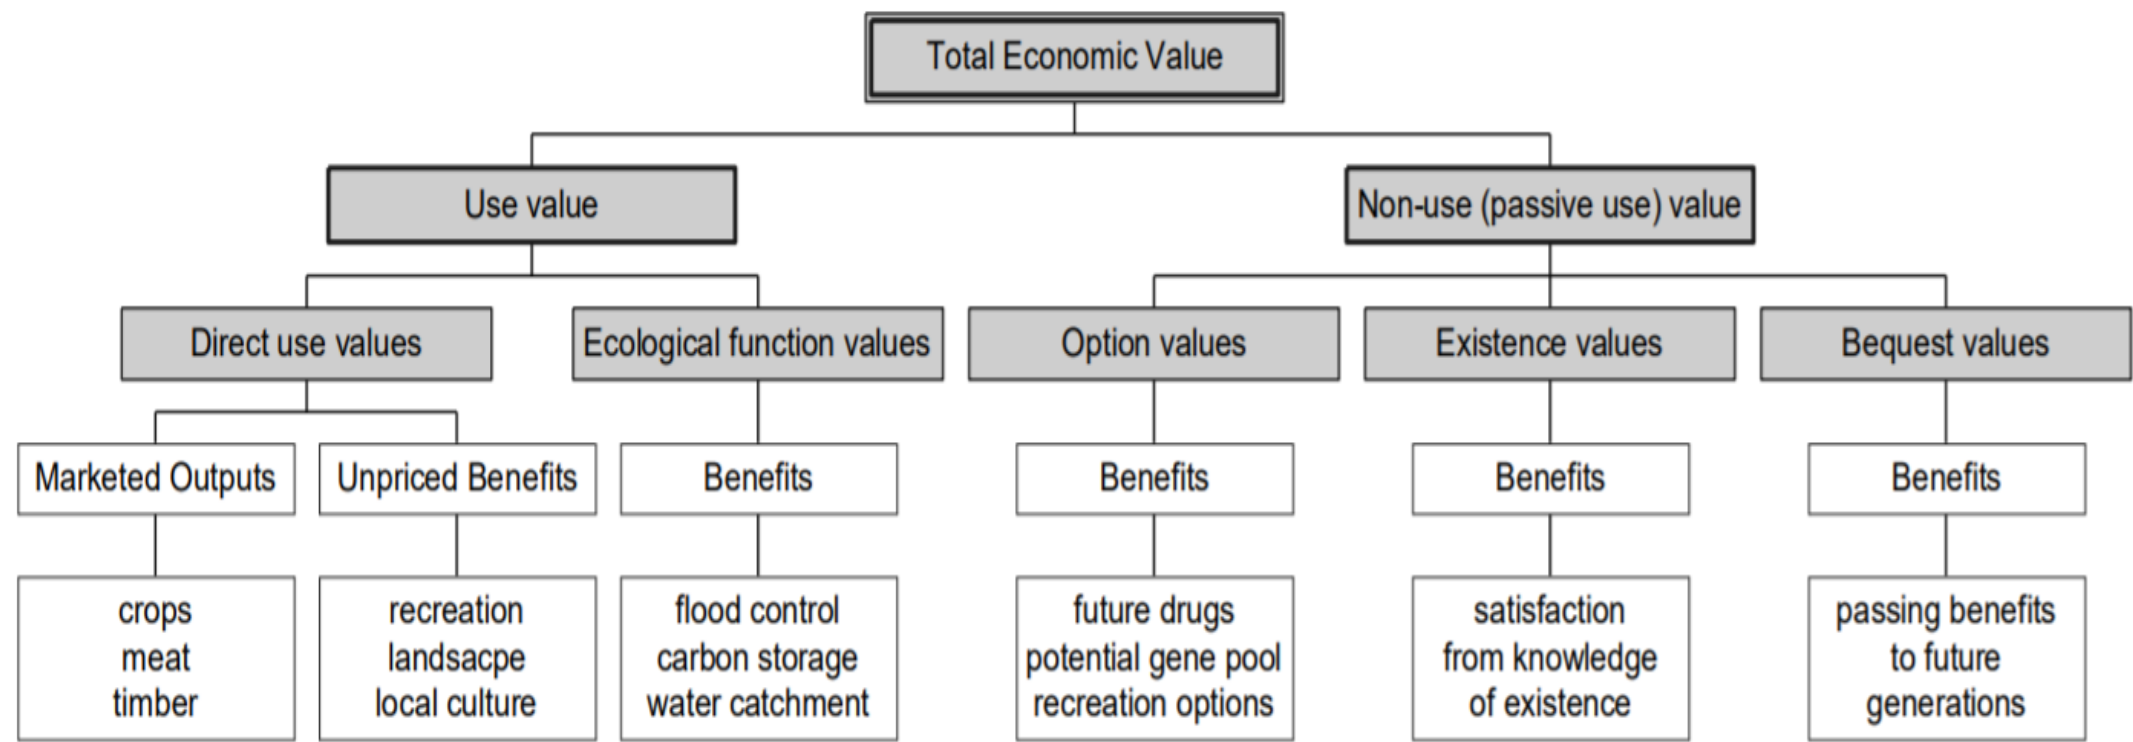 Total Economic Value
Use value
Non-use (passive use) value
Direct use values
Ecological function values
Option values
Existence values
Bequest values
Marketed Outputs
Unpriced Benefits
Benefits
Benefits
Benefits
Benefits
crops
meat
timber
recreation
landsacpe
local culture
flood control
carbon storage
water catchment
future drugs
potential gene pool
recreation options
satisfaction
from knowledge
of existence
passing benefits
to future
generations